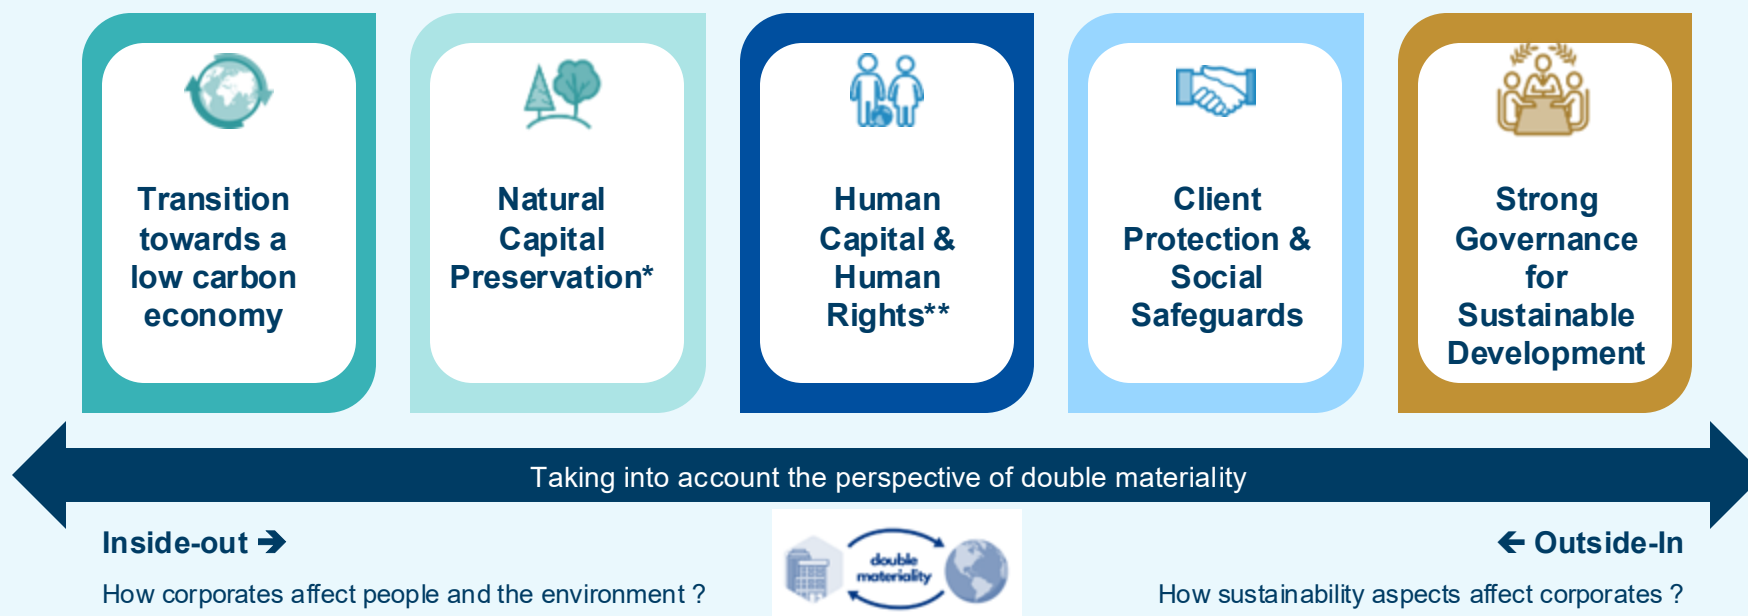 Transition
towards a
low carbon
economy
Natural
Capital
Preservation*
Human
Capital &
Human
Rights**
Client
Protection &
Social
Safeguards
Strong
Governance
for
Sustainable
Development
Taking into account the perspective of double materiality
Inside-out ➔
How corporates affect people and the environment ?
double
materiality
🡰 Outside-In
How sustainability aspects affect corporates ?